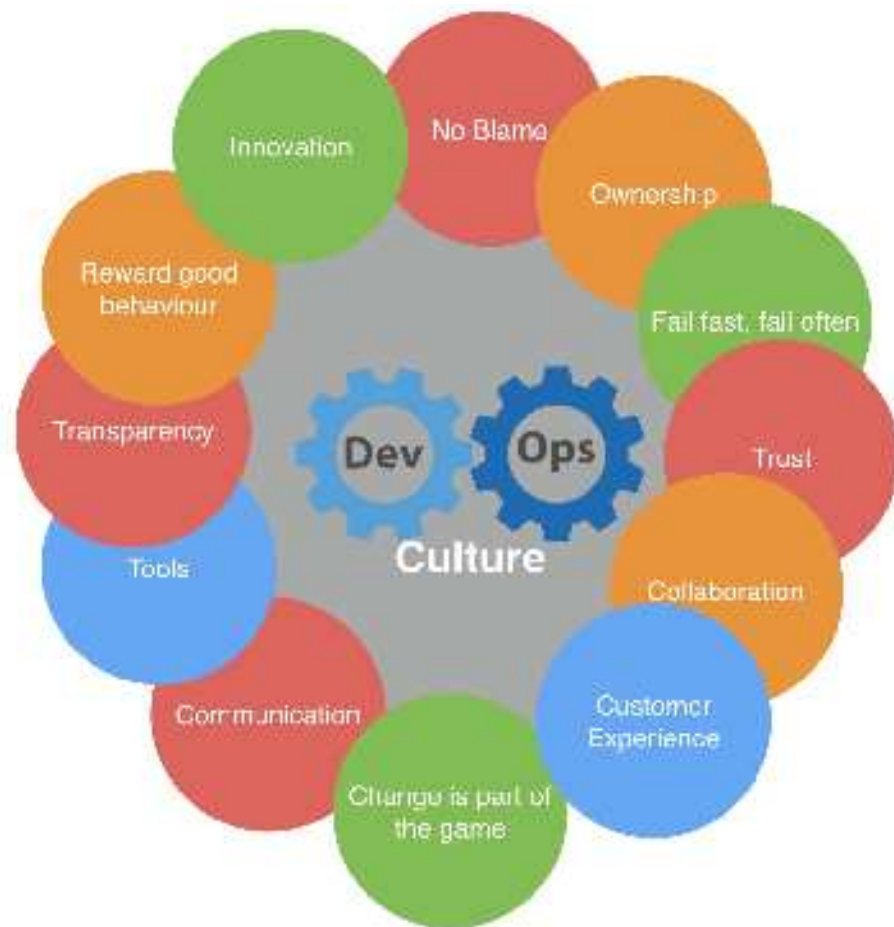 No Blame
Ownership
Fail fast, fail often
Trust
Collaboration
Customer
Experience
Change is part of
the game
Communication
Tools
Transparency
Reward good
behaviour
Innovation
Dev
Ops
Culture